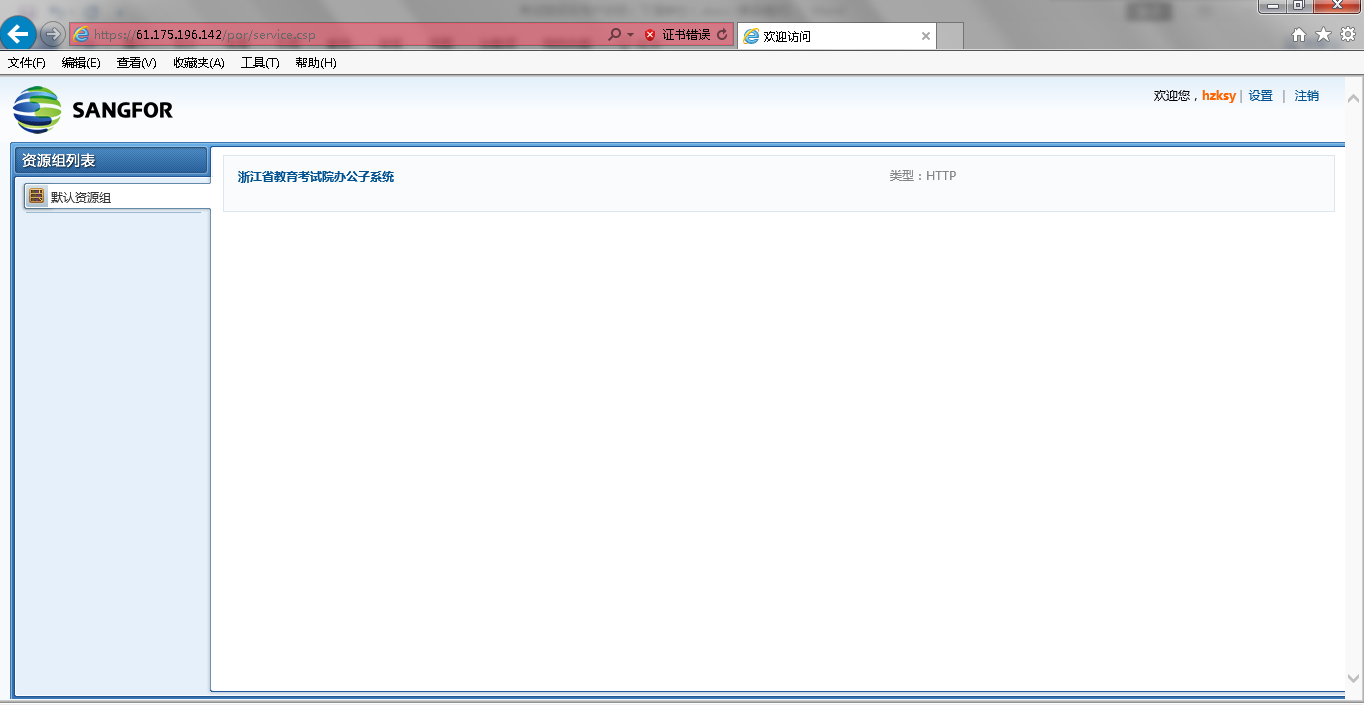 https://61.175.196.142/por/service.csp
证书错误
欢迎访问
文件(F) 编辑(E) 查看(V) 收藏夹(A) 工具(T) 帮助(H)
SANGFOR
欢迎您，hzksy | 设置 | 注销
资源组列表
默认资源组
浙江省教育考试院办公子系统 类型：HTTP